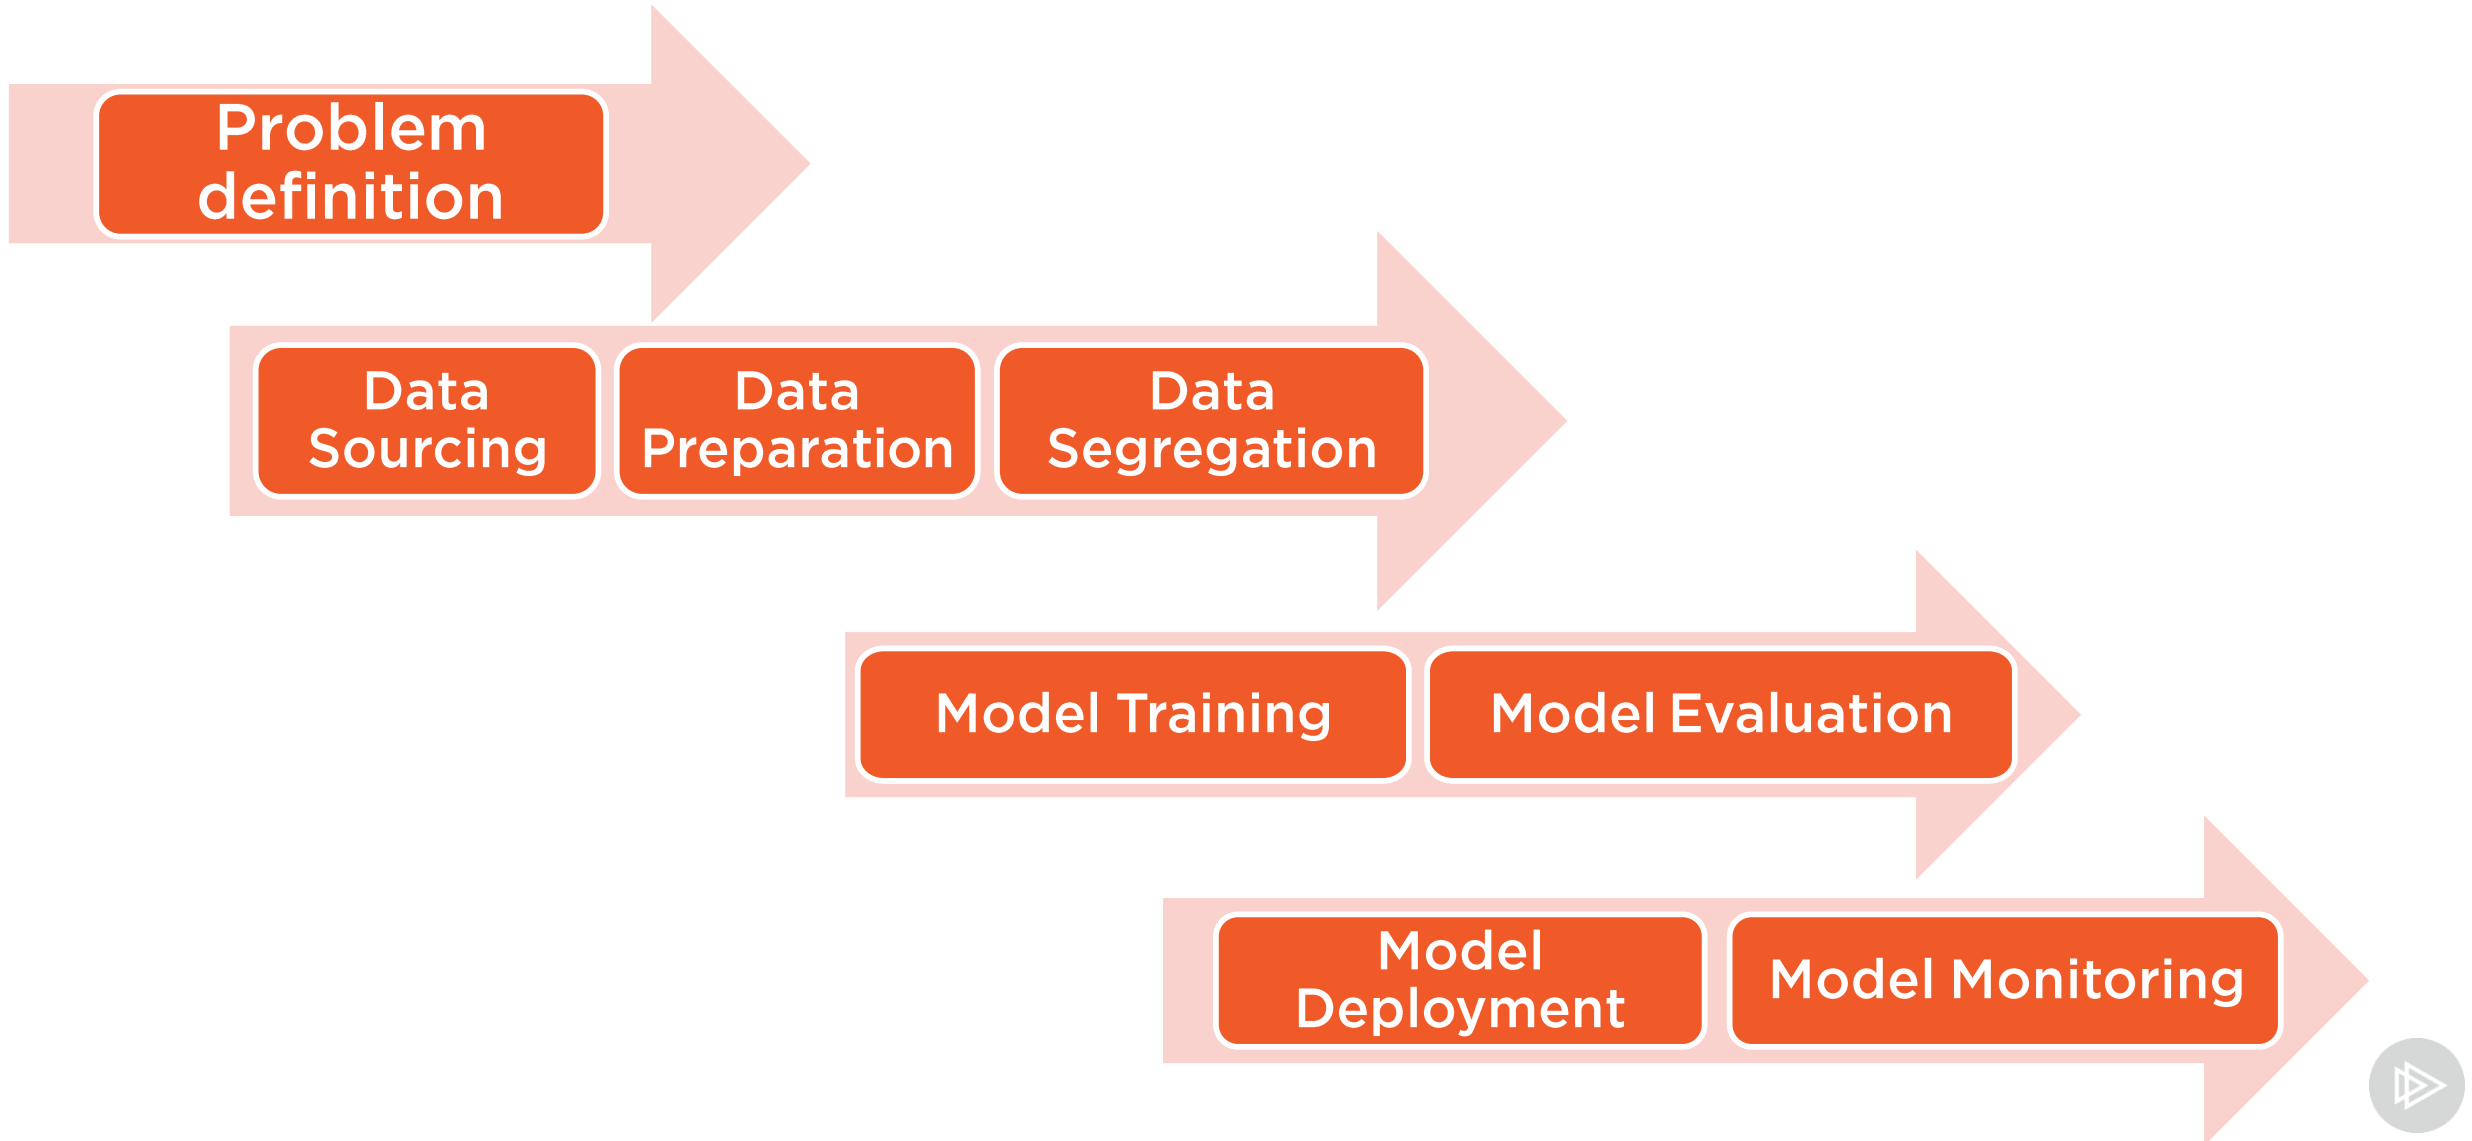 Problem
definition
Data
Sourcing
Data
Preparation
Data
Segregation
Model Training
Model Evaluation
Model
Deployment
Model Monitoring